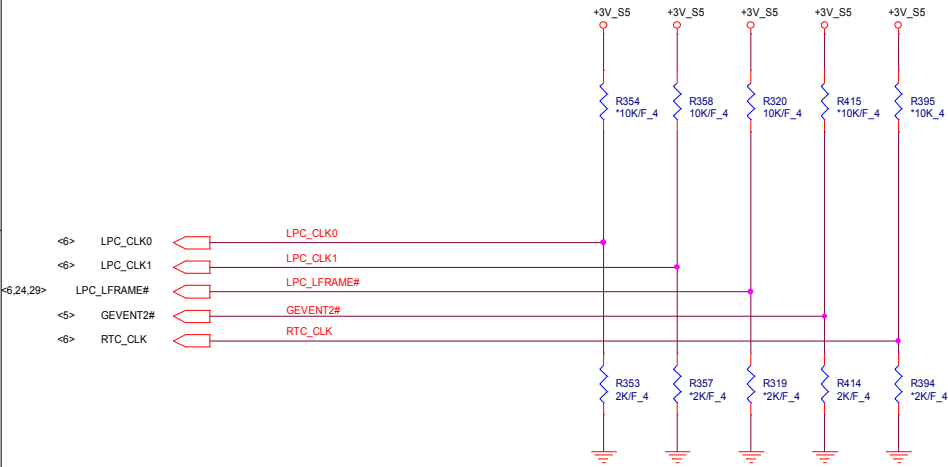 +3V_S5 +3V_S5 +3V_S5 +3V_S5 +3V_S5
R354 R358 R320 R415 R395
*10K/F_4 10K/F_4 10K/F_4 *10K/F_4 *10K_4
<6> LPC_CLK0 LPC_CLK0
<6> LPC_CLK1 LPC_CLK1
<6,24,29> LPC_LFRAME# LPC_LFRAME#
<5> GEVENT2# GEVENT2#
<6> RTC_CLK RTC_CLK
R353 R357 R319 R414 R394
2K/F_4 *2K/F_4 *2K/F_4 2K/F_4 *2K/F_4